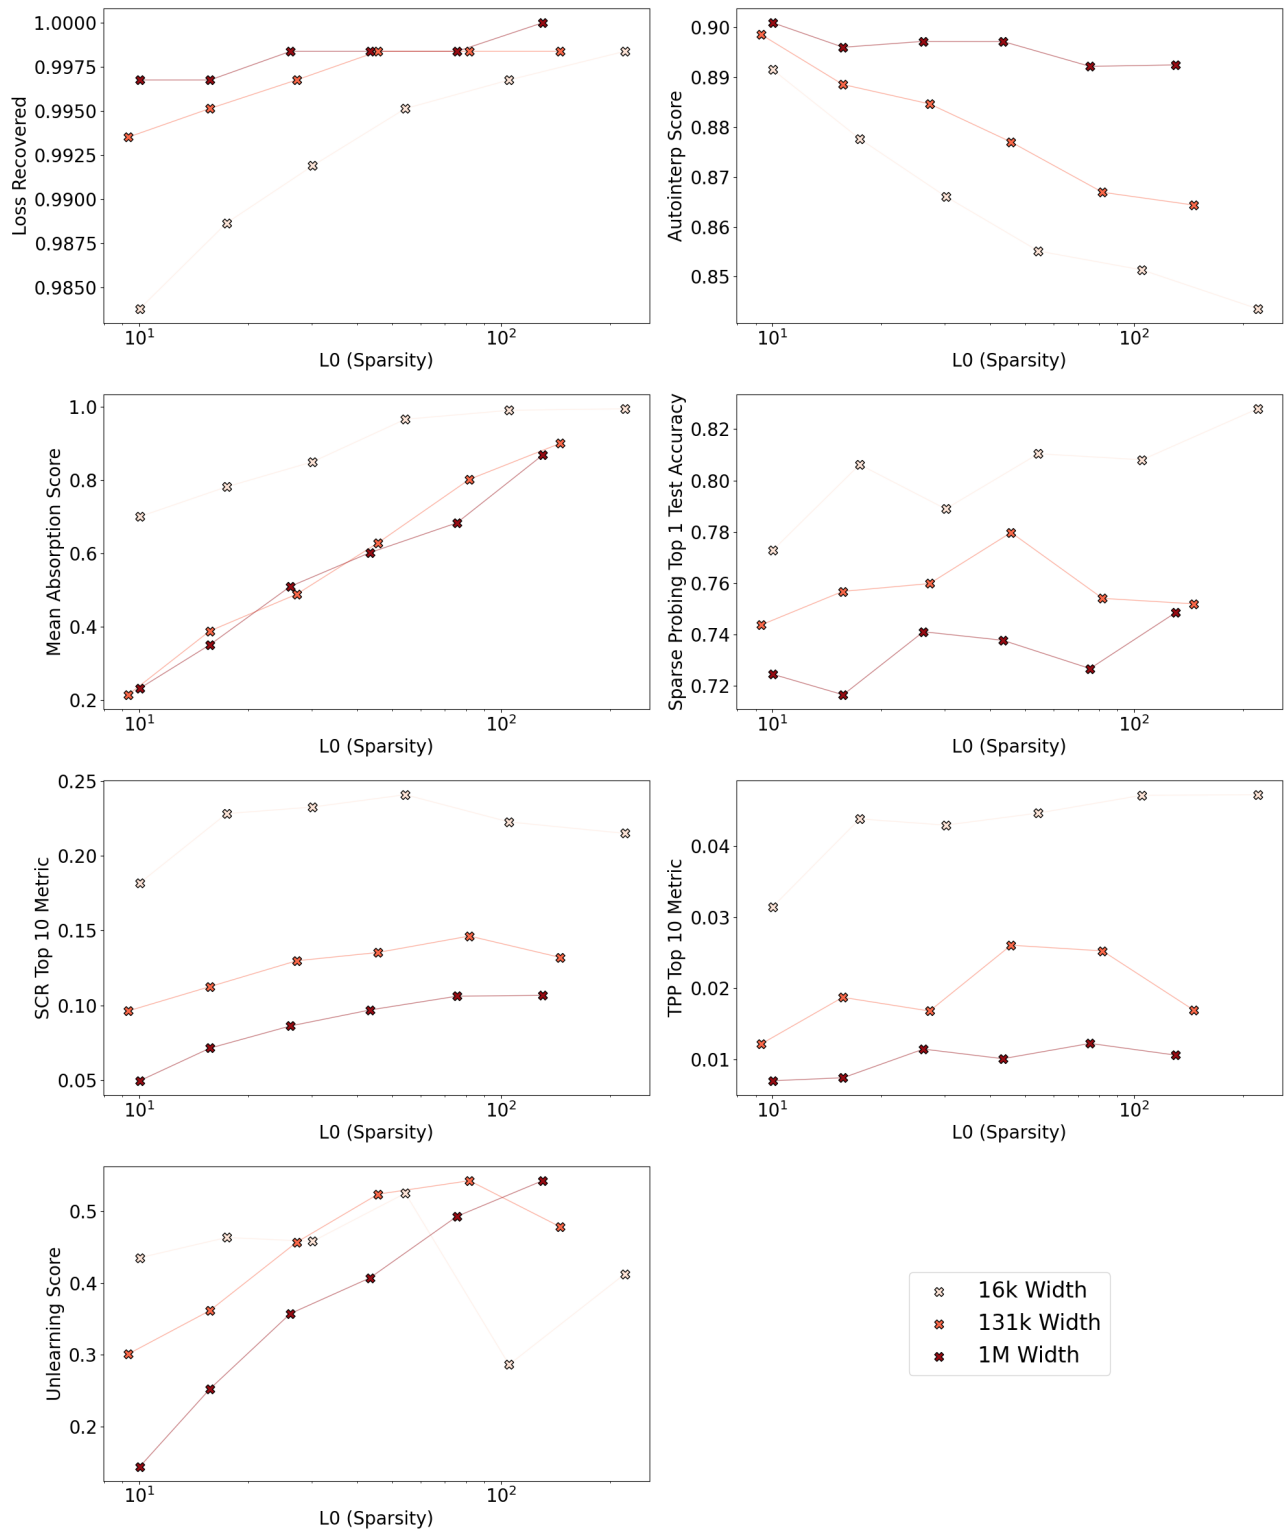 1.0000
0.9975
0.9950
0.9925
0.9900
0.9875
0.9850
Loss Recovered
10¹ 10²
L0 (Sparsity)
0.90
0.89
0.88
0.87
0.86
0.85
Autointerp Score
10¹ 10²
L0 (Sparsity)
1.0
0.8
0.6
0.4
0.2
Mean Absorption Score
10¹ 10²
L0 (Sparsity)
0.82
0.80
0.78
0.76
0.74
0.72
Sparse Probing Top 1 Test Accuracy
10¹ 10²
L0 (Sparsity)
0.25
0.20
0.15
0.10
0.05
SCR Top 10 Metric
10¹ 10²
L0 (Sparsity)
0.04
0.03
0.02
0.01
TPP Top 10 Metric
10¹ 10²
L0 (Sparsity)
0.5
0.4
0.3
0.2
Unlearning Score
10¹ 10²
L0 (Sparsity)
16k Width
131k Width
1M Width